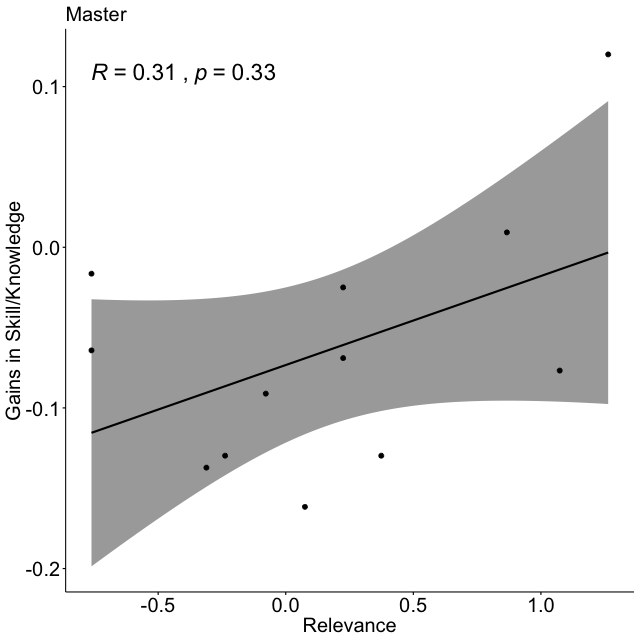 Master
R = 0.31 , p = 0.33
Gains in Skill/Knowledge
0.1
0.0
-0.1
-0.2
-0.5 0.0 0.5 1.0
Relevance